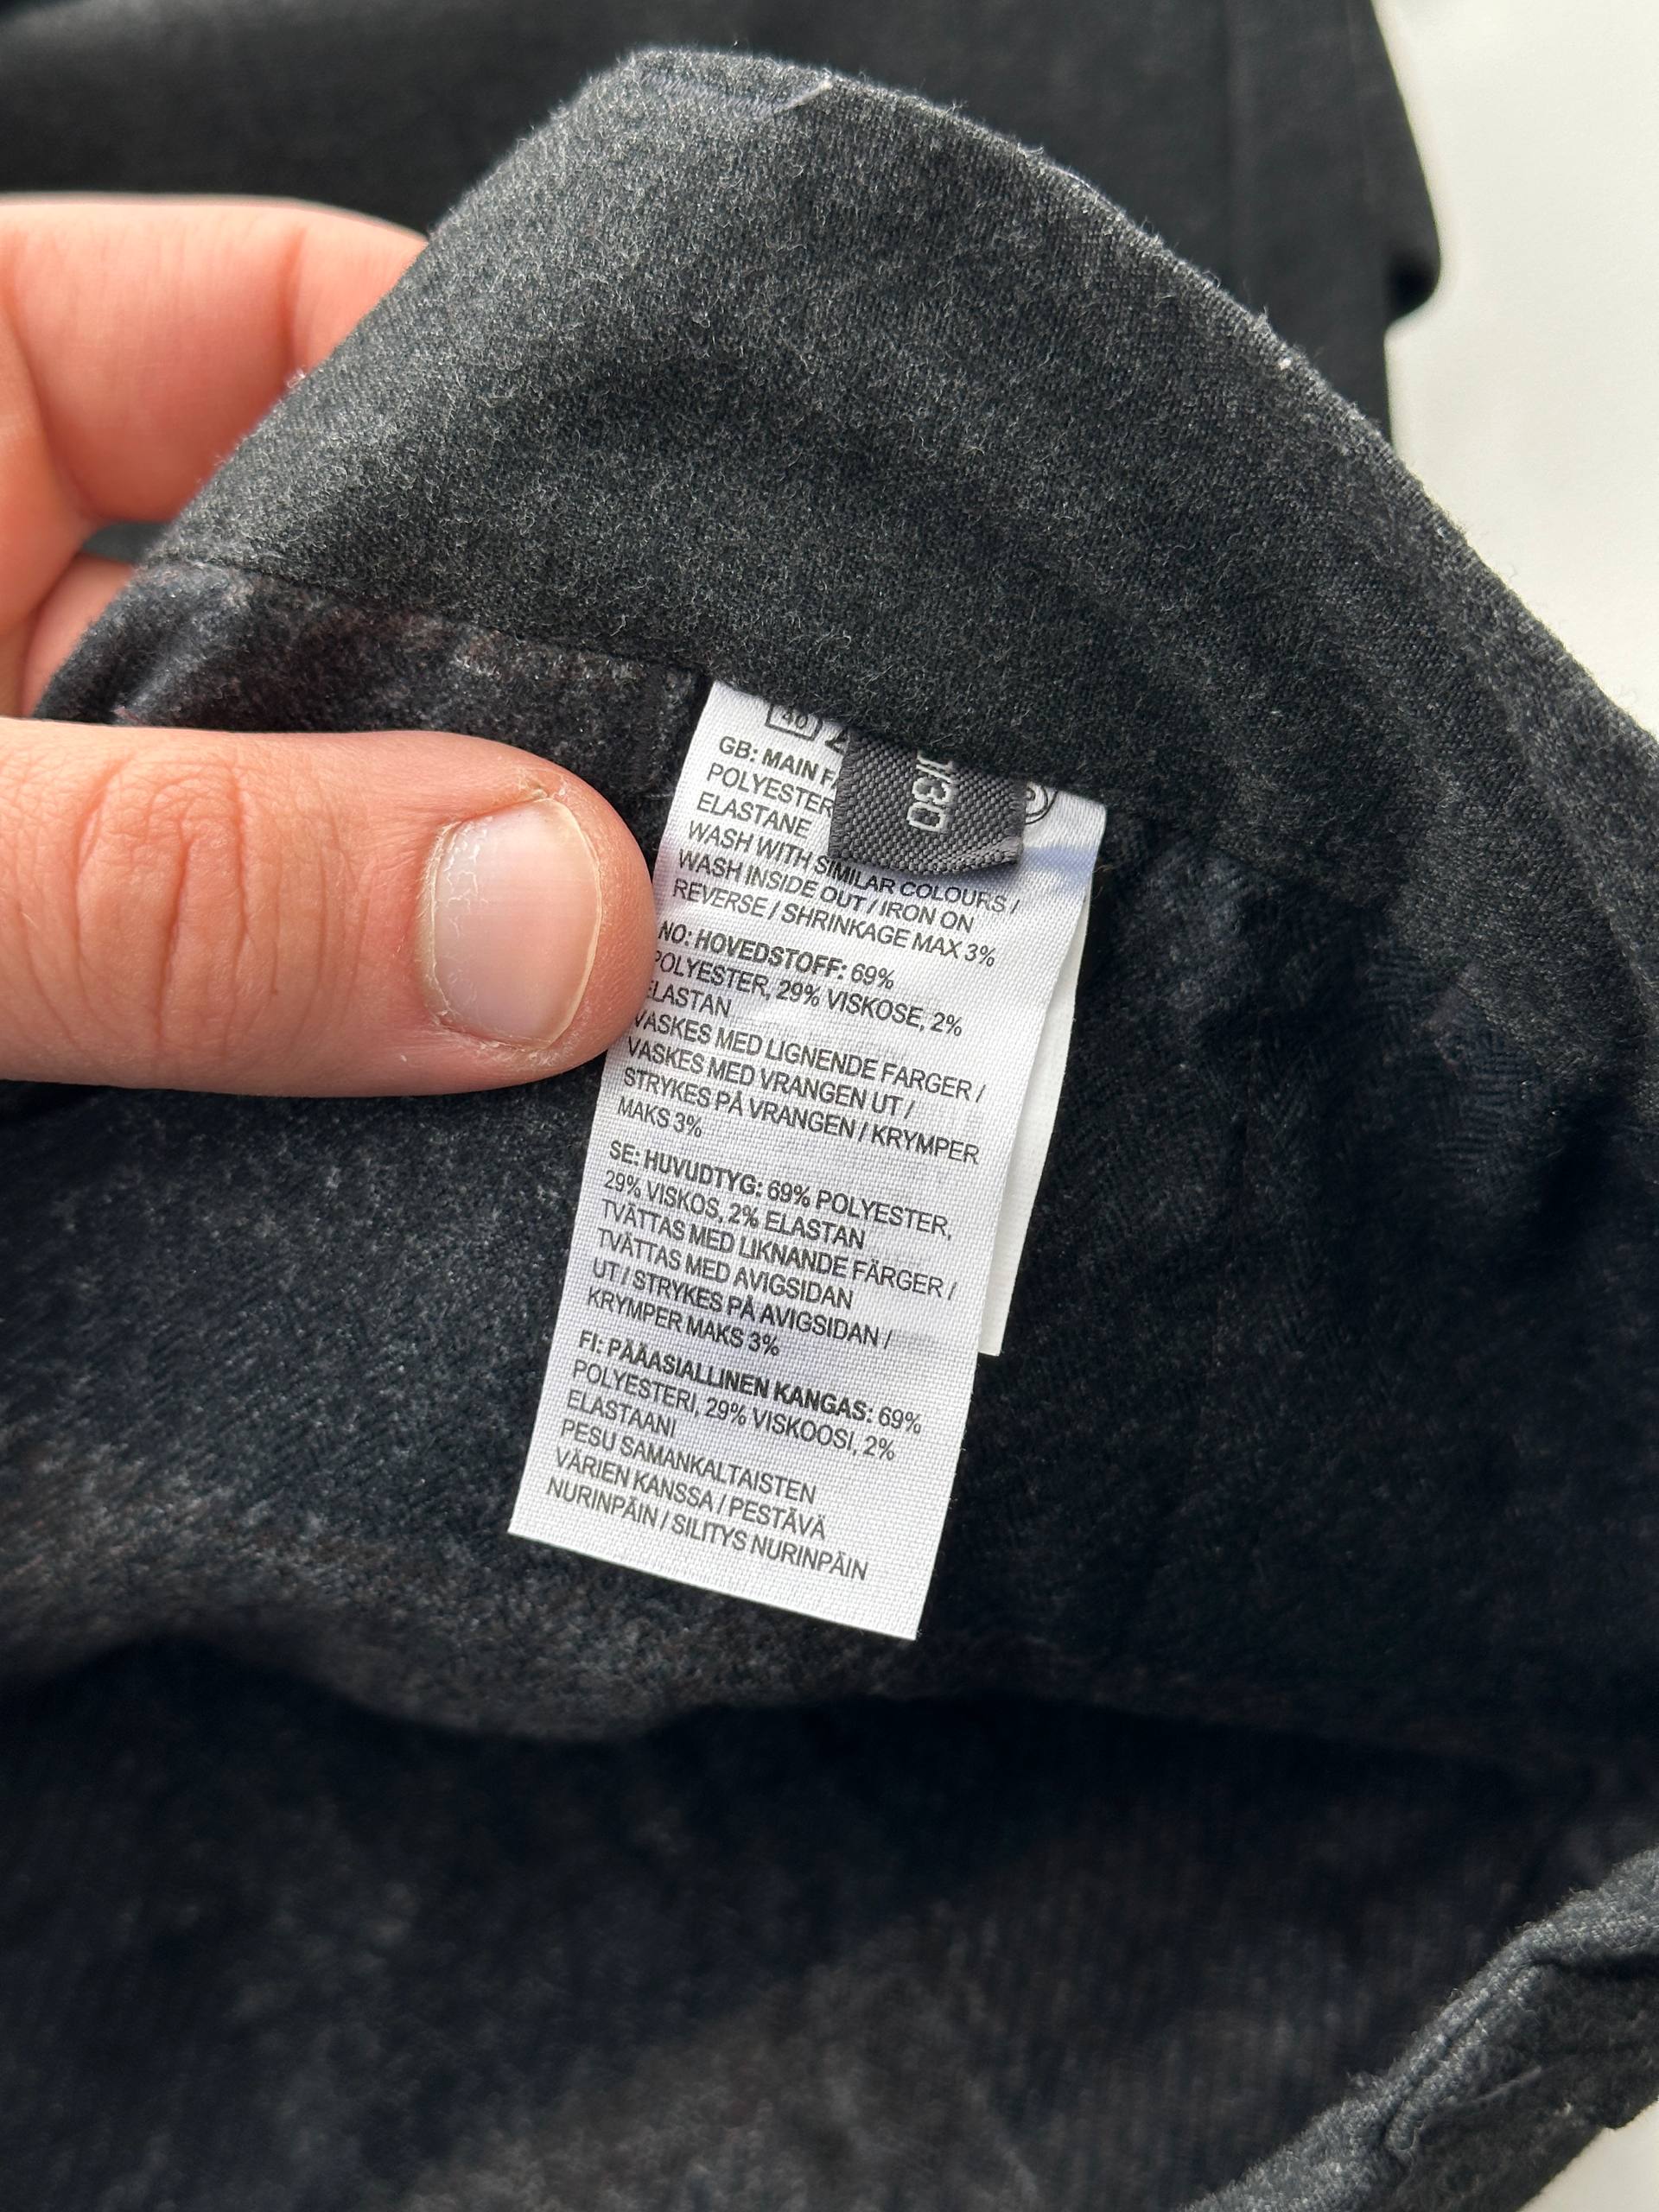 40
1/30
GB: MAIN
POLYESTER
ELASTANE
WASH WITH SIMILAR COLOURS /
WASH INSIDE OUT / IRON ON
REVERSE / SHRINKAGE MAX 3%
NO: HOVEDSTOFF: 69%
POLYESTER, 29% VISKOSE, 2%
ELASTAN
VASKES MED LIGNENDE FARGER /
VASKES MED VRANGEN UT /
STRYKES PÅ VRANGEN / KRYMPER
MAKS 3%
SE: HUVUDTYG: 69% POLYESTER,
29% VISKOS, 2% ELASTAN
TVÄTTAS MED LIKNANDE FÄRGER /
TVÄTTAS MED AVIGSIDAN
UT / STRYKES PÅ AVIGSIDAN /
KRYMPER MAKS 3%
FI: PÄÄASIALLINEN KANGAS: 69%
POLYESTERI, 29% VISKOOSI, 2%
ELASTAANI
PESU SAMANKALTAISTEN
VÄRIEN KANSSA / PESTÄVÄ
NURINPÄIN / SILITYS NURINPÄIN